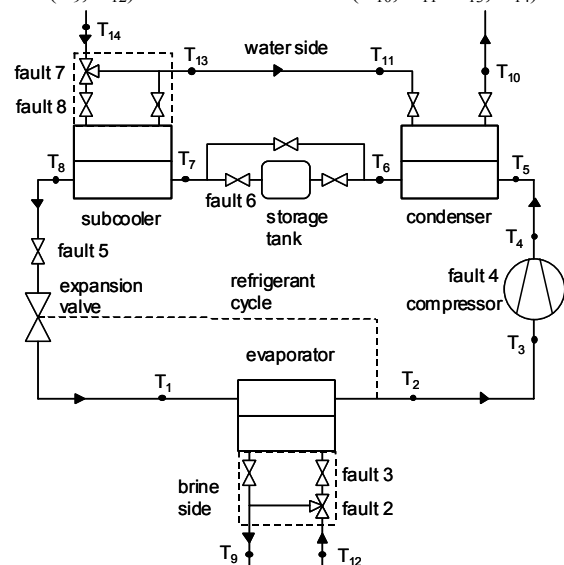 T14
water side
T13
T11
T10
fault 7
fault 8
T8
T7
T6
T5
fault 6
subcooler
storage
tank
condenser
T4
fault 5
fault 4
compressor
expansion
valve
refrigerant
cycle
T3
evaporator
T1
T2
fault 3
brine
side
fault 2
T9
T12